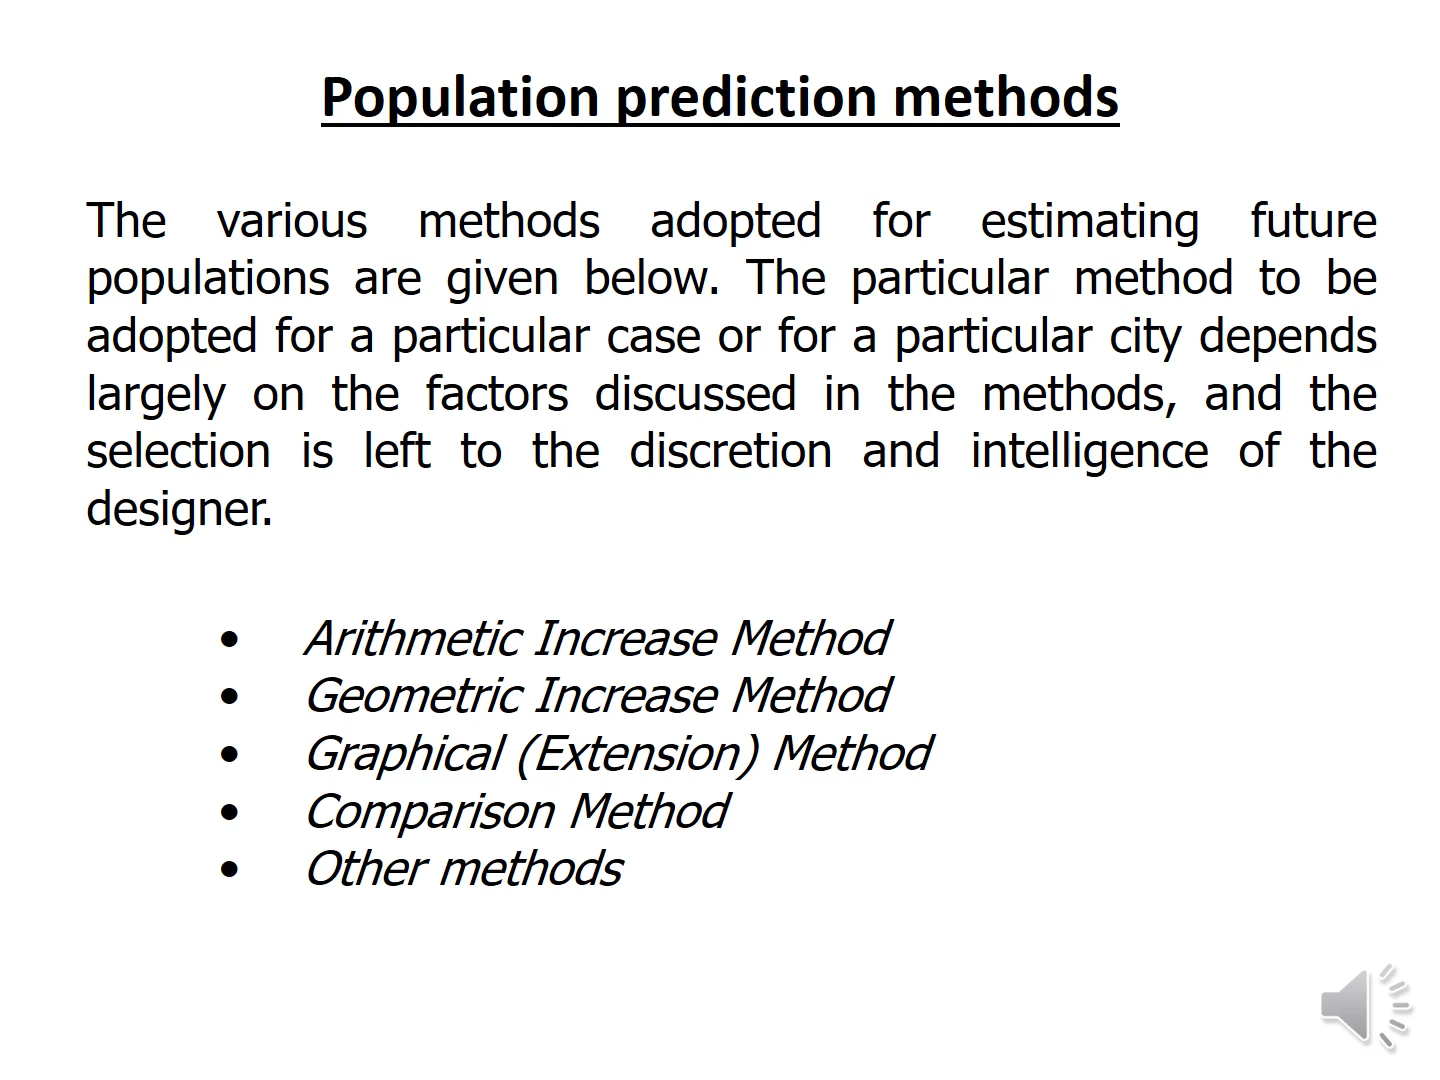 Population prediction methods
The various methods adopted for estimating future
populations are given below. The particular method to be
adopted for a particular case or for a particular city depends
largely on the factors discussed in the methods, and the
selection is left to the discretion and intelligence of the
designer.
• Arithmetic Increase Method
• Geometric Increase Method
• Graphical (Extension) Method
• Comparison Method
• Other methods